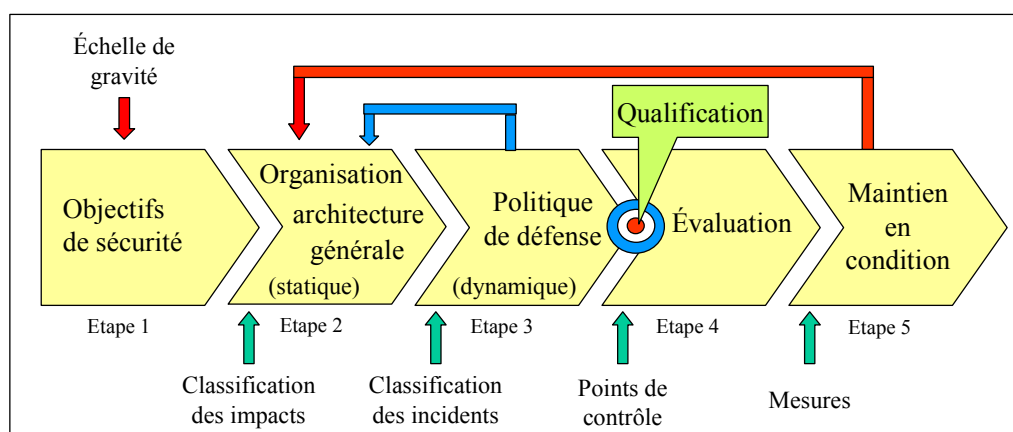 Échelle de
gravité
Qualification
Objectifs
de sécurité
Organisation
architecture
générale
(statique)
Politique
de défense
(dynamique)
Évaluation
Maintien
en
condition
Etape 1
Etape 2
Etape 3
Etape 4
Etape 5
Classification
des impacts
Classification
des incidents
Points de
contrôle
Mesures